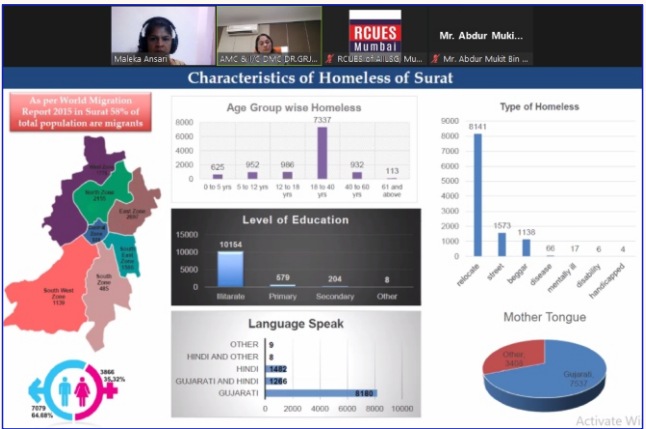 RCUES
Mumbai
Mr. Abdur Muki...
Maleka Ansari
AMC & I/C DMC DR.GRJ...
RCUES of AIILSG, Mu...
Mr. Abdur Mukit Bin ...
Characteristics of Homeless of Surat
As per World Migration
Report 2015 in Surat 58% of
total population are migrants
North Zone
East Zone
South
East
Zone
South West
Zone
1138
South
Zone
485
3866
35.32%
7079
64.68%
Age Group wise Homeless
8000
6000
4000
2000
0
625
952
986
7337
932
113
0 to 5 yrs
5 to 12 yrs
12 to 18
yrs
18 to 40
yrs
40 to 60
yrs
61 and
above
Level of Education
15000
10000
5000
0
10154
579
204
8
Illitarate
Primary
Secondary
Other
Language Speak
OTHER 9
HINDI AND OTHER 8
HINDI 1482
GUJARATI AND HINDI 1266
GUJARATI 8180
0 2000 4000 6000 8000 10000
Type of Homeless
9000
8000
7000
6000
5000
4000
3000
2000
1000
0
8141
1573
1138
66
17
6
4
relocate
street
beggar
disease
mentally ill
disability
handicapped
Mother Tongue
Other,
3408
Gujarati,
7537
Activate Wi